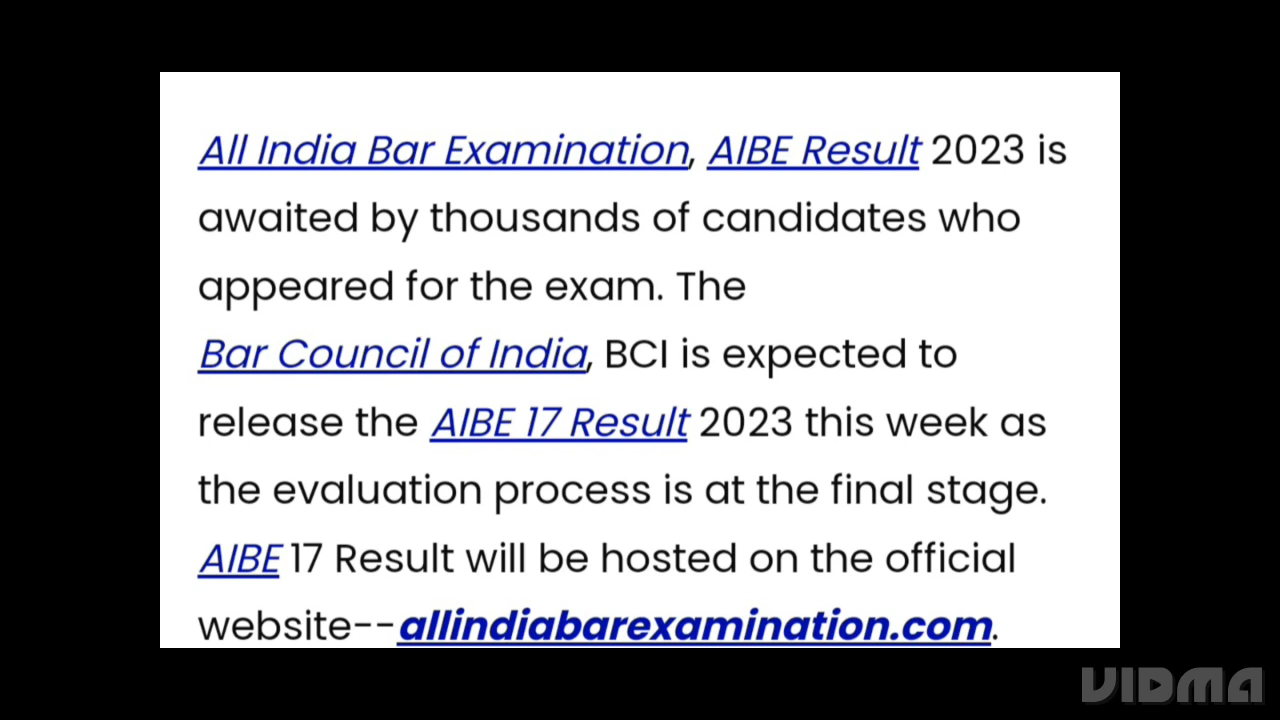 All India Bar Examination, AIBE Result 2023 is
awaited by thousands of candidates who
appeared for the exam. The
Bar Council of India, BCI is expected to
release the AIBE 17 Result 2023 this week as
the evaluation process is at the final stage.
AIBE 17 Result will be hosted on the official
website--allindiabarexamination.com.
VIDMA